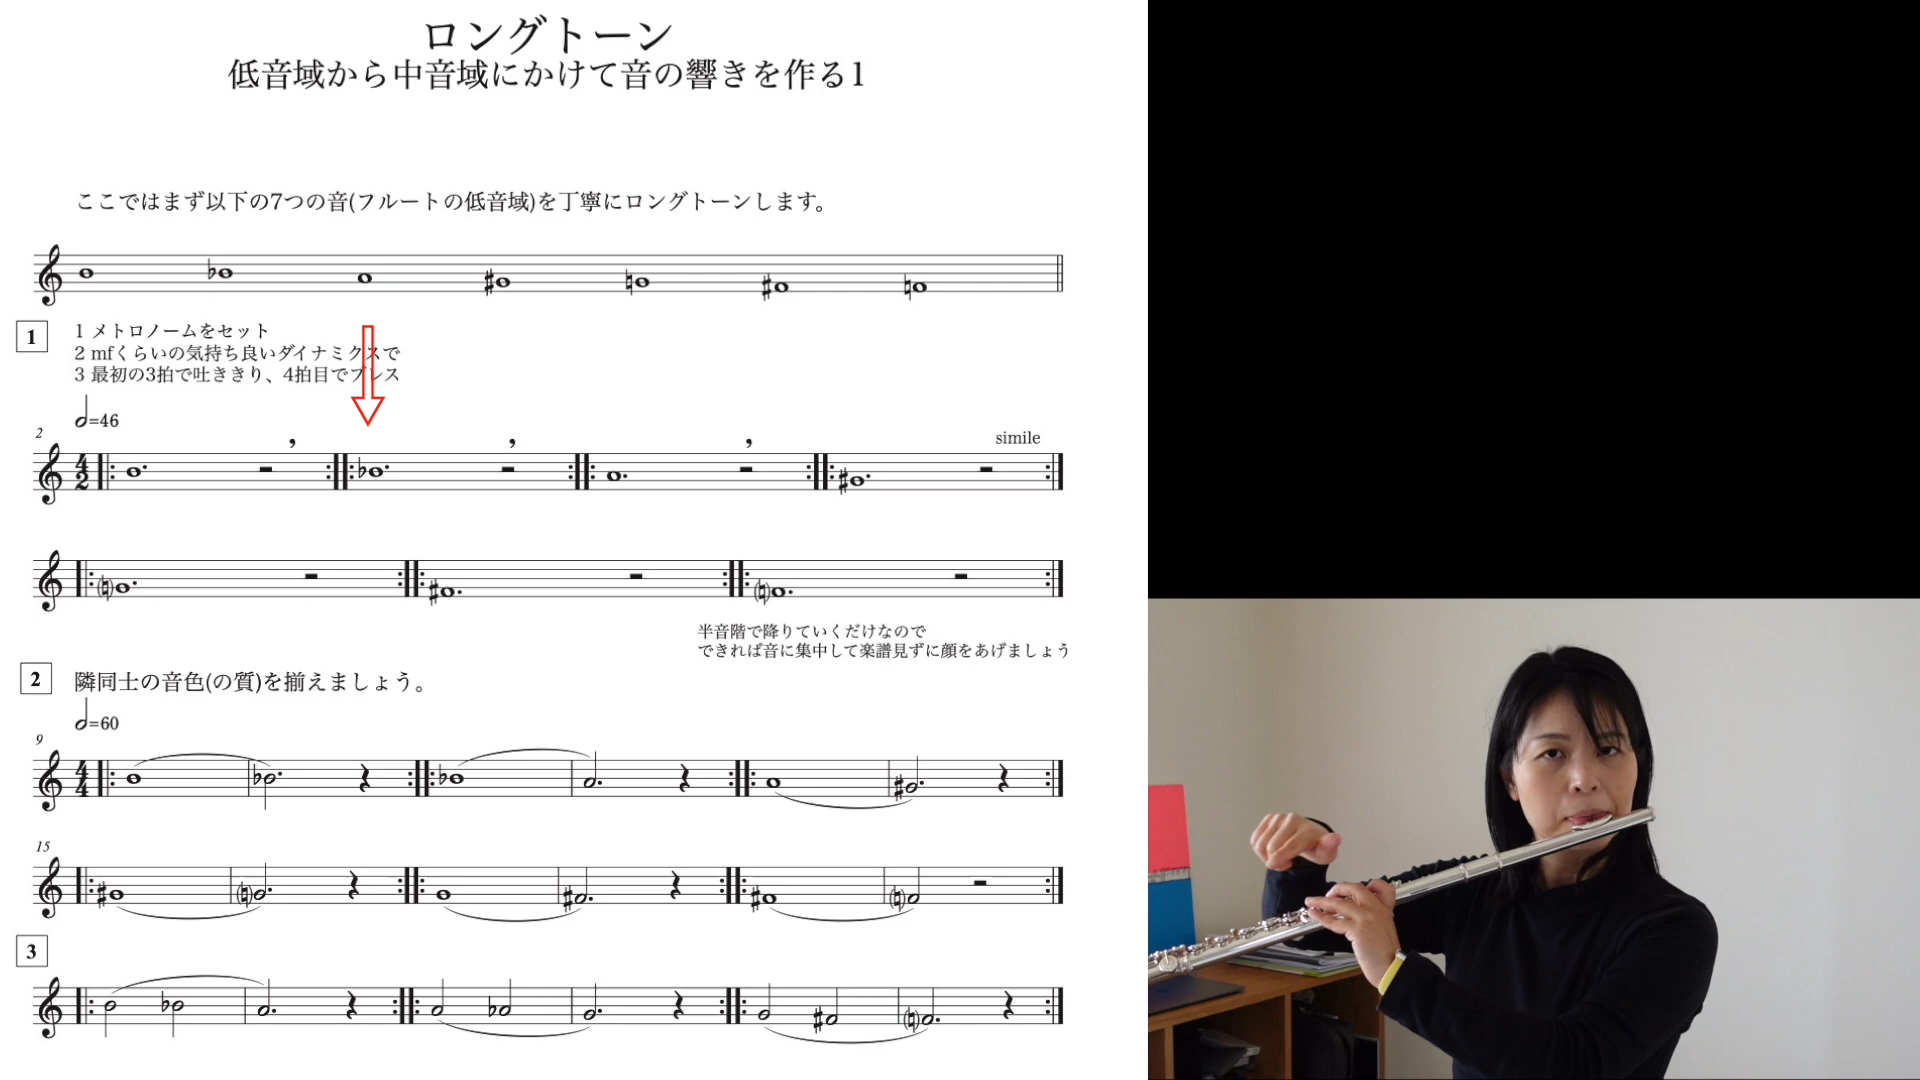 ロングトーン
低音域から中音域にかけて音の響きを作る1
ここではまず以下の7つの音(フルートの低音域)を丁寧にロングトーンします。
1
1 メトロノームをセット
2 mfくらいの気持ち良いダイナミクスで
3 最初の3拍で吐ききり、4拍目でブレス
=46
2
simile
4
2
半音階で降りていくだけなので
できれば音に集中して楽譜見ずに顔をあげましょう
2
隣同士の音色(の質)を揃えましょう。
=60
9
4
4
15
3